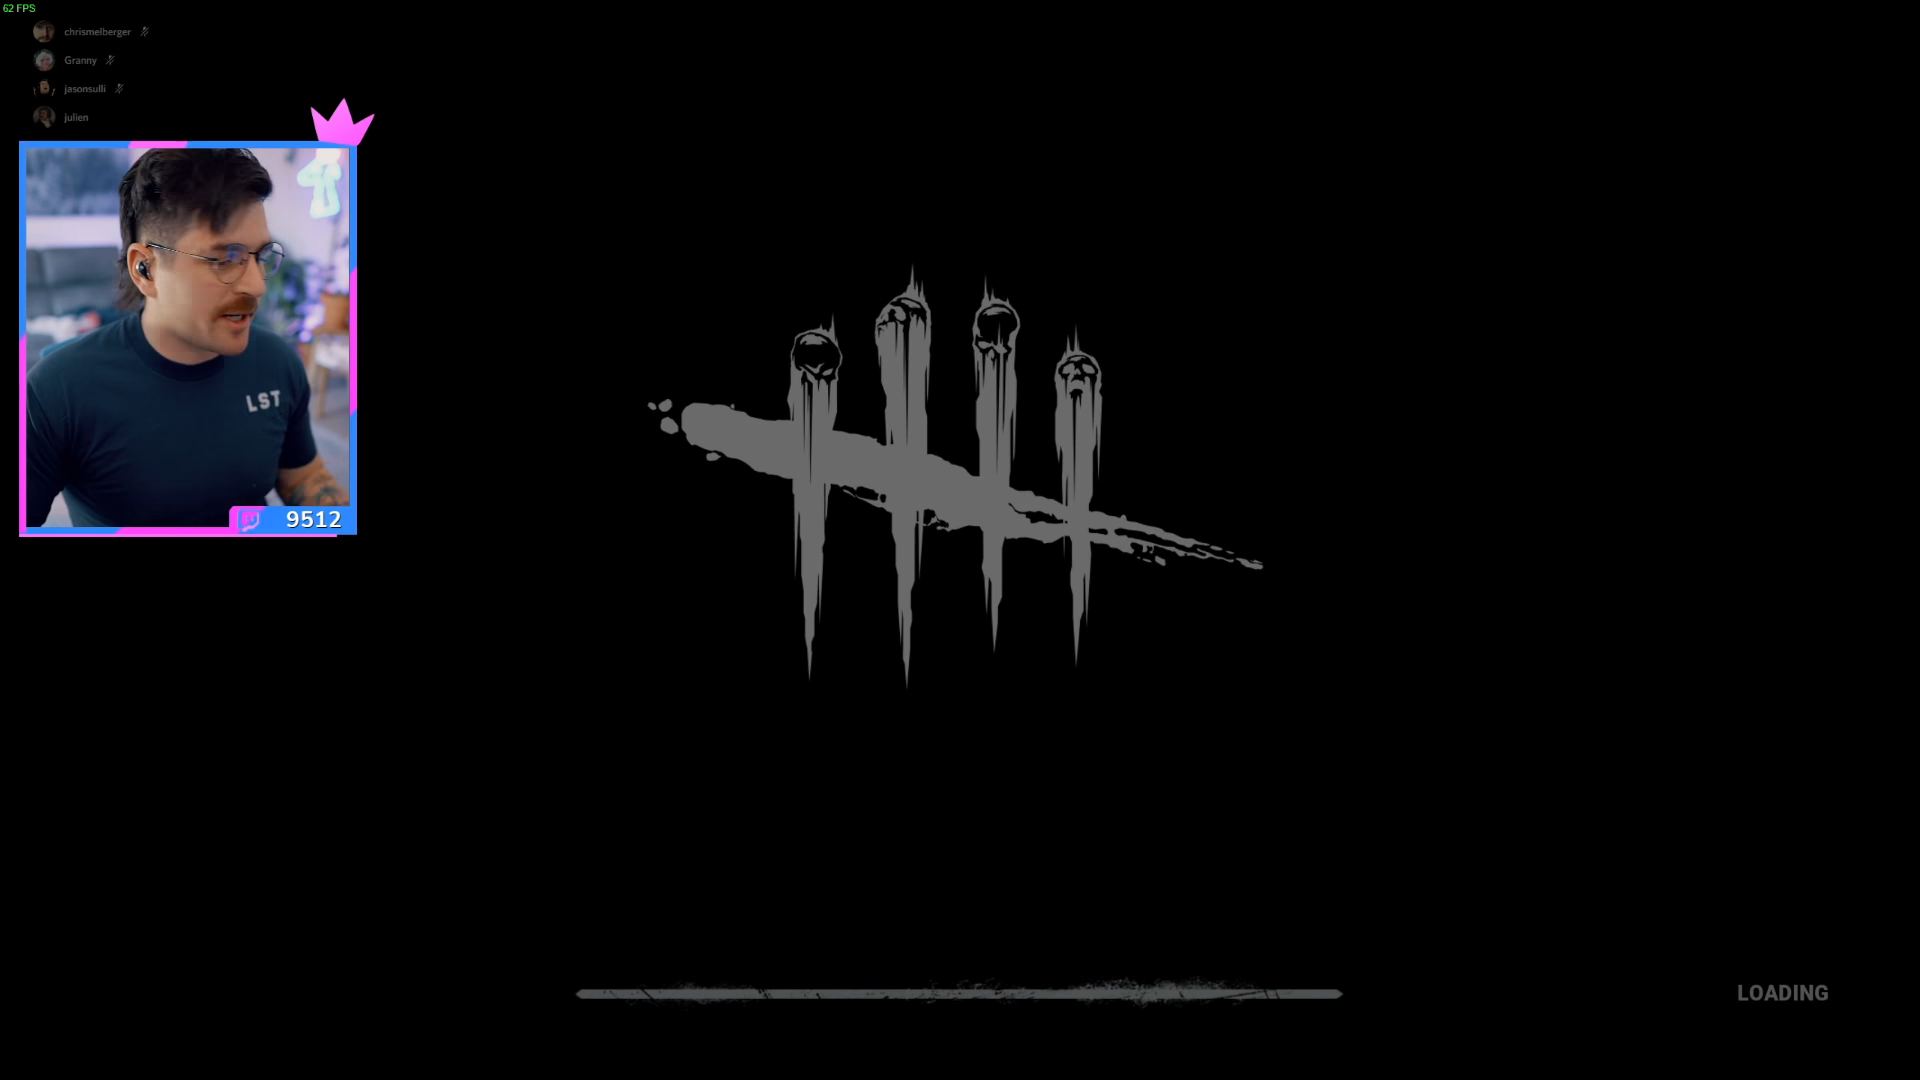 62 FPS
chrismelberger
Granny
jasonsulli
julien
LST
9512
LOADING